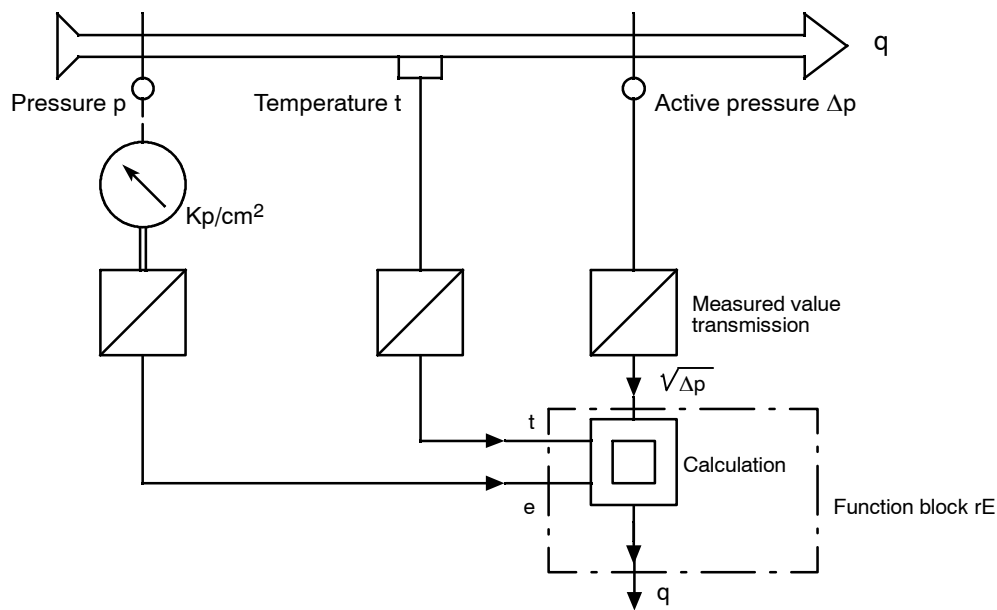 q
Pressure p
Temperature t
Active pressure Δp
Kp/cm²
Measured value
transmission
√Δp
t
Calculation
e
Function block rE
q